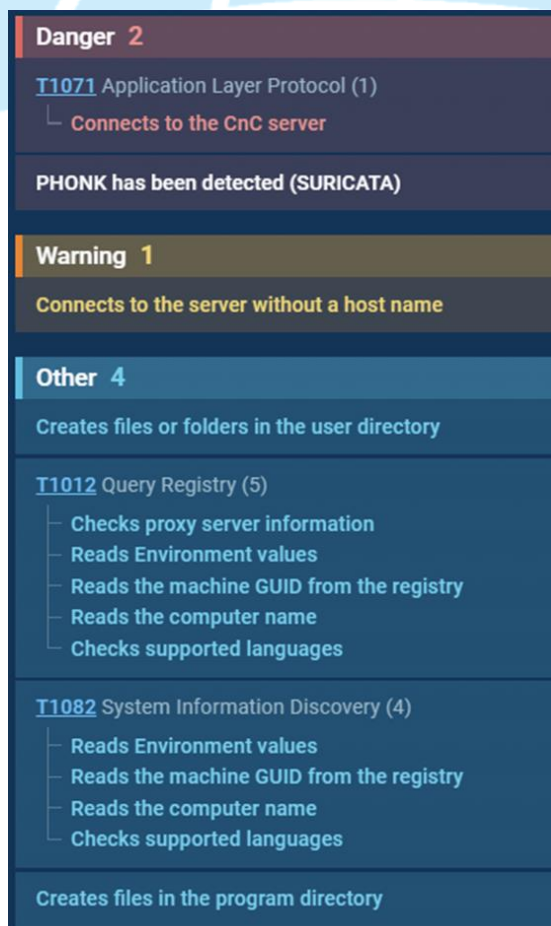 Danger 2
T1071 Application Layer Protocol (1)
Connects to the CnC server
PHONK has been detected (SURICATA)
Warning 1
Connects to the server without a host name
Other 4
Creates files or folders in the user directory
T1012 Query Registry (5)
Checks proxy server information
Reads Environment values
Reads the machine GUID from the registry
Reads the computer name
Checks supported languages
T1082 System Information Discovery (4)
Reads Environment values
Reads the machine GUID from the registry
Reads the computer name
Checks supported languages
Creates files in the program directory